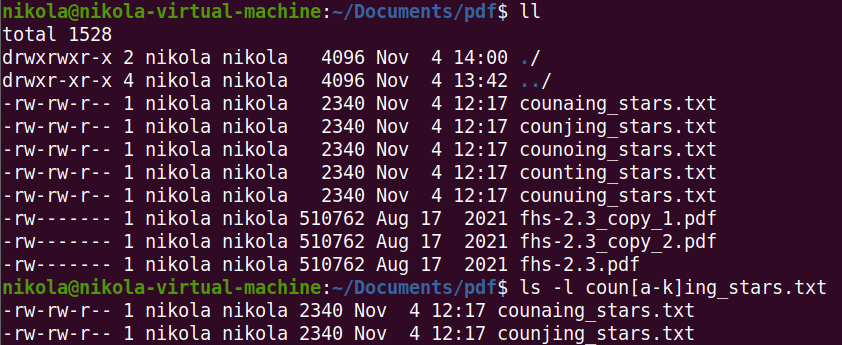 nikola@nikola-virtual-machine:~/Documents/pdf$ ll
total 1528
drwxrwxr-x 2 nikola nikola   4096 Nov  4 14:00 ./
drwxr-xr-x 4 nikola nikola   4096 Nov  4 13:42 ../
-rw-rw-r-- 1 nikola nikola   2340 Nov  4 12:17 counaing_stars.txt
-rw-rw-r-- 1 nikola nikola   2340 Nov  4 12:17 counjing_stars.txt
-rw-rw-r-- 1 nikola nikola   2340 Nov  4 12:17 counoing_stars.txt
-rw-rw-r-- 1 nikola nikola   2340 Nov  4 12:17 counting_stars.txt
-rw-rw-r-- 1 nikola nikola   2340 Nov  4 12:17 counuing_stars.txt
-rw------- 1 nikola nikola 510762 Aug 17  2021 fhs-2.3_copy_1.pdf
-rw------- 1 nikola nikola 510762 Aug 17  2021 fhs-2.3_copy_2.pdf
-rw------- 1 nikola nikola 510762 Aug 17  2021 fhs-2.3.pdf
nikola@nikola-virtual-machine:~/Documents/pdf$ ls -l coun[a-k]ing_stars.txt
-rw-rw-r-- 1 nikola nikola 2340 Nov  4 12:17 counaing_stars.txt
-rw-rw-r-- 1 nikola nikola 2340 Nov  4 12:17 counjing_stars.txt